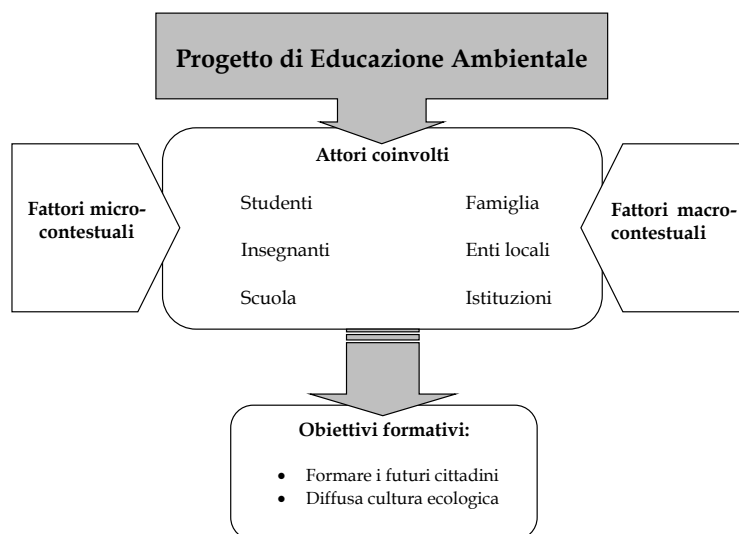 Progetto di Educazione Ambientale
Attori coinvolti
Fattori micro-
contestuali
Studenti
Famiglia
Insegnanti
Enti locali
Scuola
Istituzioni
Fattori macro-
contestuali
Obiettivi formativi:
• Formare i futuri cittadini
• Diffusa cultura ecologica